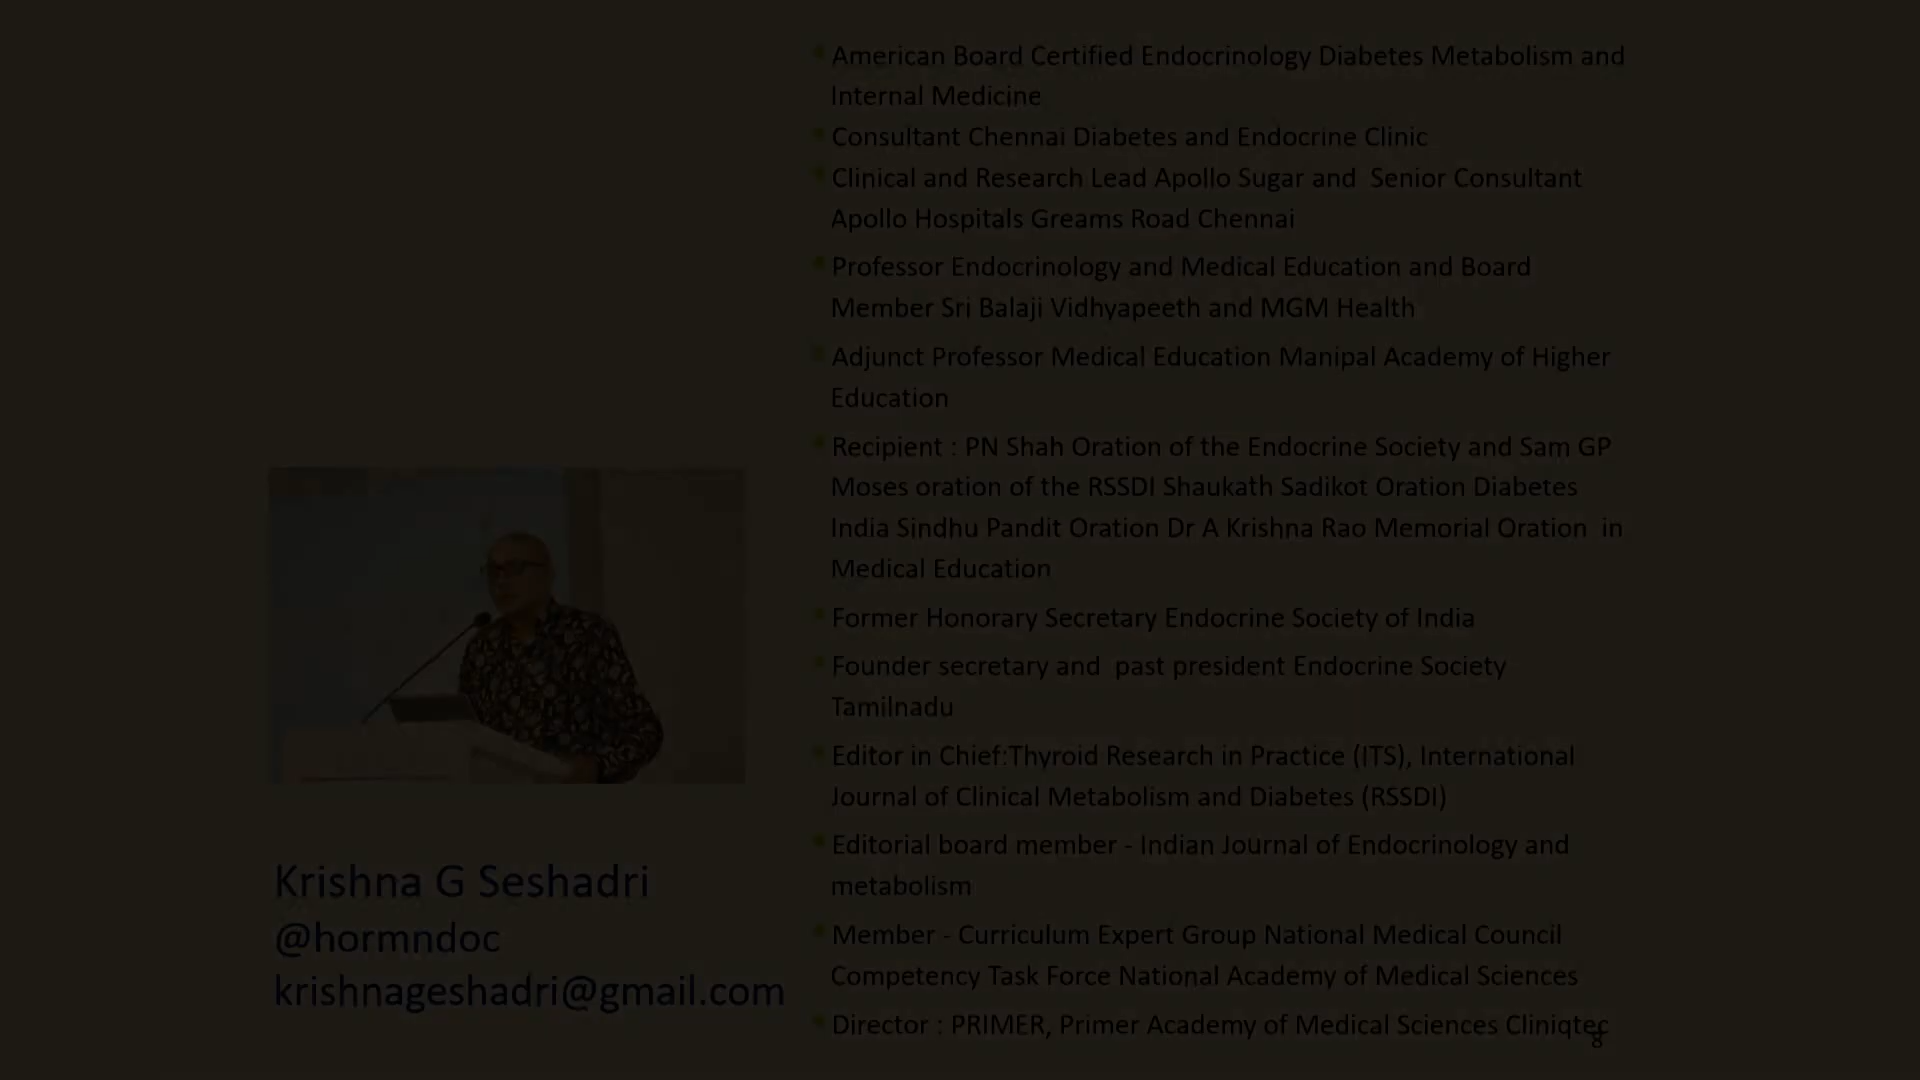 American Board Certified Endocrinology Diabetes Metabolism and
Internal Medicine
Consultant Chennai Diabetes and Endocrine Clinic
Clinical and Research Lead Apollo Sugar and Senior Consultant
Apollo Hospitals Greams Road Chennai
Professor Endocrinology and Medical Education and Board
Member Sri Balaji Vidhyapeeth and MGM Health
Adjunct Professor Medical Education Manipal Academy of Higher
Education
Recipient : PN Shah Oration of the Endocrine Society and Sam GP
Moses oration of the RSSDI Shaukath Sadikot Oration Diabetes
India Sindhu Pandit Oration Dr A Krishna Rao Memorial Oration in
Medical Education
Former Honorary Secretary Endocrine Society of India
Founder secretary and past president Endocrine Society
Tamilnadu
Editor in Chief:Thyroid Research in Practice (ITS), International
Journal of Clinical Metabolism and Diabetes (RSSDI)
Editorial board member - Indian Journal of Endocrinology and
metabolism
Member - Curriculum Expert Group National Medical Council
Competency Task Force National Academy of Medical Sciences
Director : PRIMER, Primer Academy of Medical Sciences Cliniqtec
8
Krishna G Seshadri
@hormndoc
krishnageshadri@gmail.com